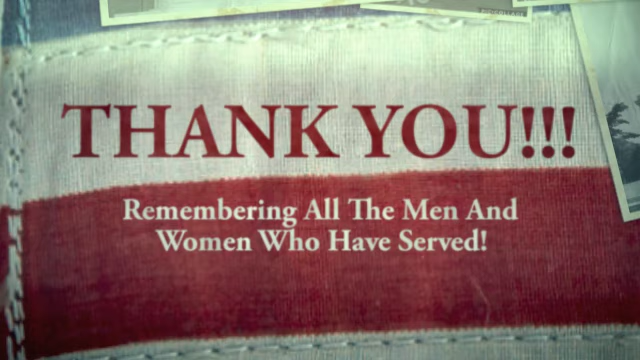 THANK YOU!!!
Remembering All The Men And
Women Who Have Served!